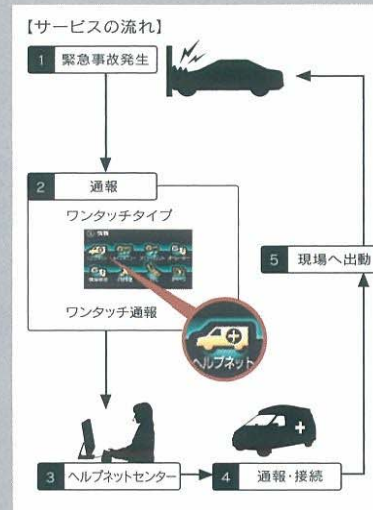 【サービスの流れ】
1 緊急事故発生
2 通報
ワンタッチタイプ
情報
ワンタッチ通報
ヘルプネット
3 ヘルプネットセンター
4 通報・接続
5 現場へ出動